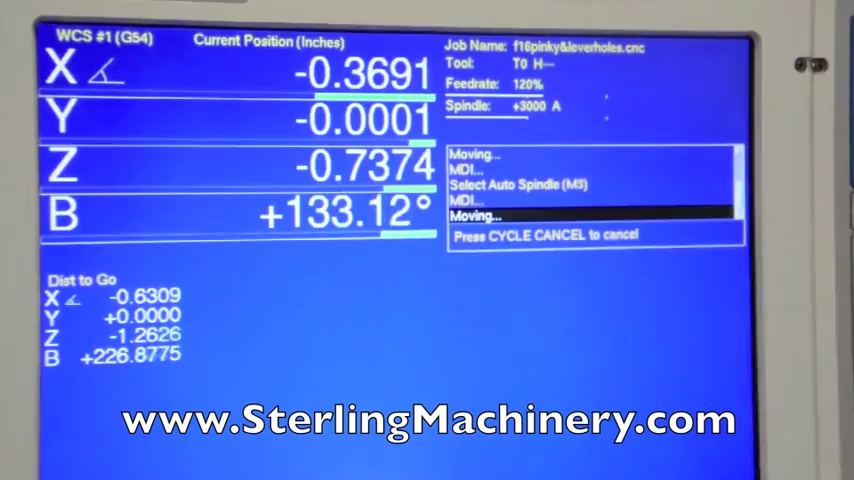 WCS #1 (G54)
Current Position (Inches)
X -0.3691
Y -0.0001
Z -0.7374
B +133.12°
Job Name: f16pinky&leverholes.cnc
Tool: T0 H---
Feedrate: 120%
Spindle: +3000 A
Moving...
MDI...
Select Auto Spindle (M3)
MDI...
Moving...
Press CYCLE CANCEL to cancel
Dist to Go
X -0.6309
Y +0.0000
Z -1.2626
B +226.8775
www.SterlingMachinery.com